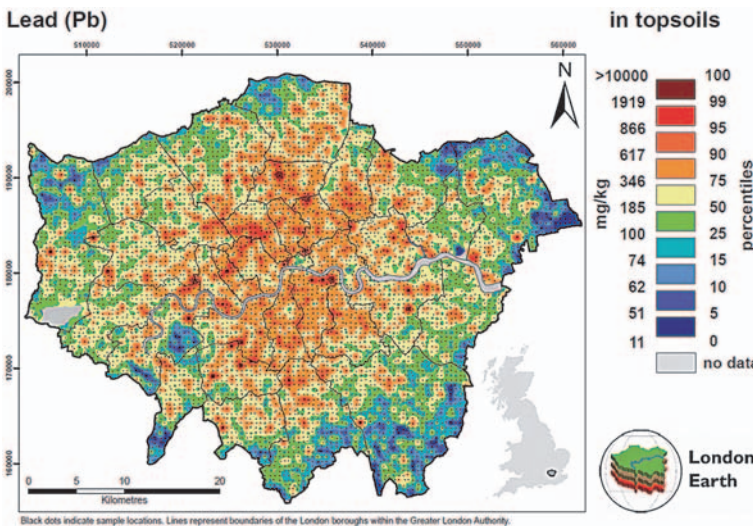 Lead (Pb)
in topsoils
510000 520000 530000 540000 550000 560000
200000
190000
180000
170000
160000
N
mg/kg
percentiles
>10000 100
1919 99
866 95
617 90
346 75
185 50
100 25
74 15
62 10
51 5
11 0
no data
0 10 20
Kilometres
London
Earth
Black dots indicate sample locations. Lines represent boundaries of the London boroughs within the Greater London Authority.